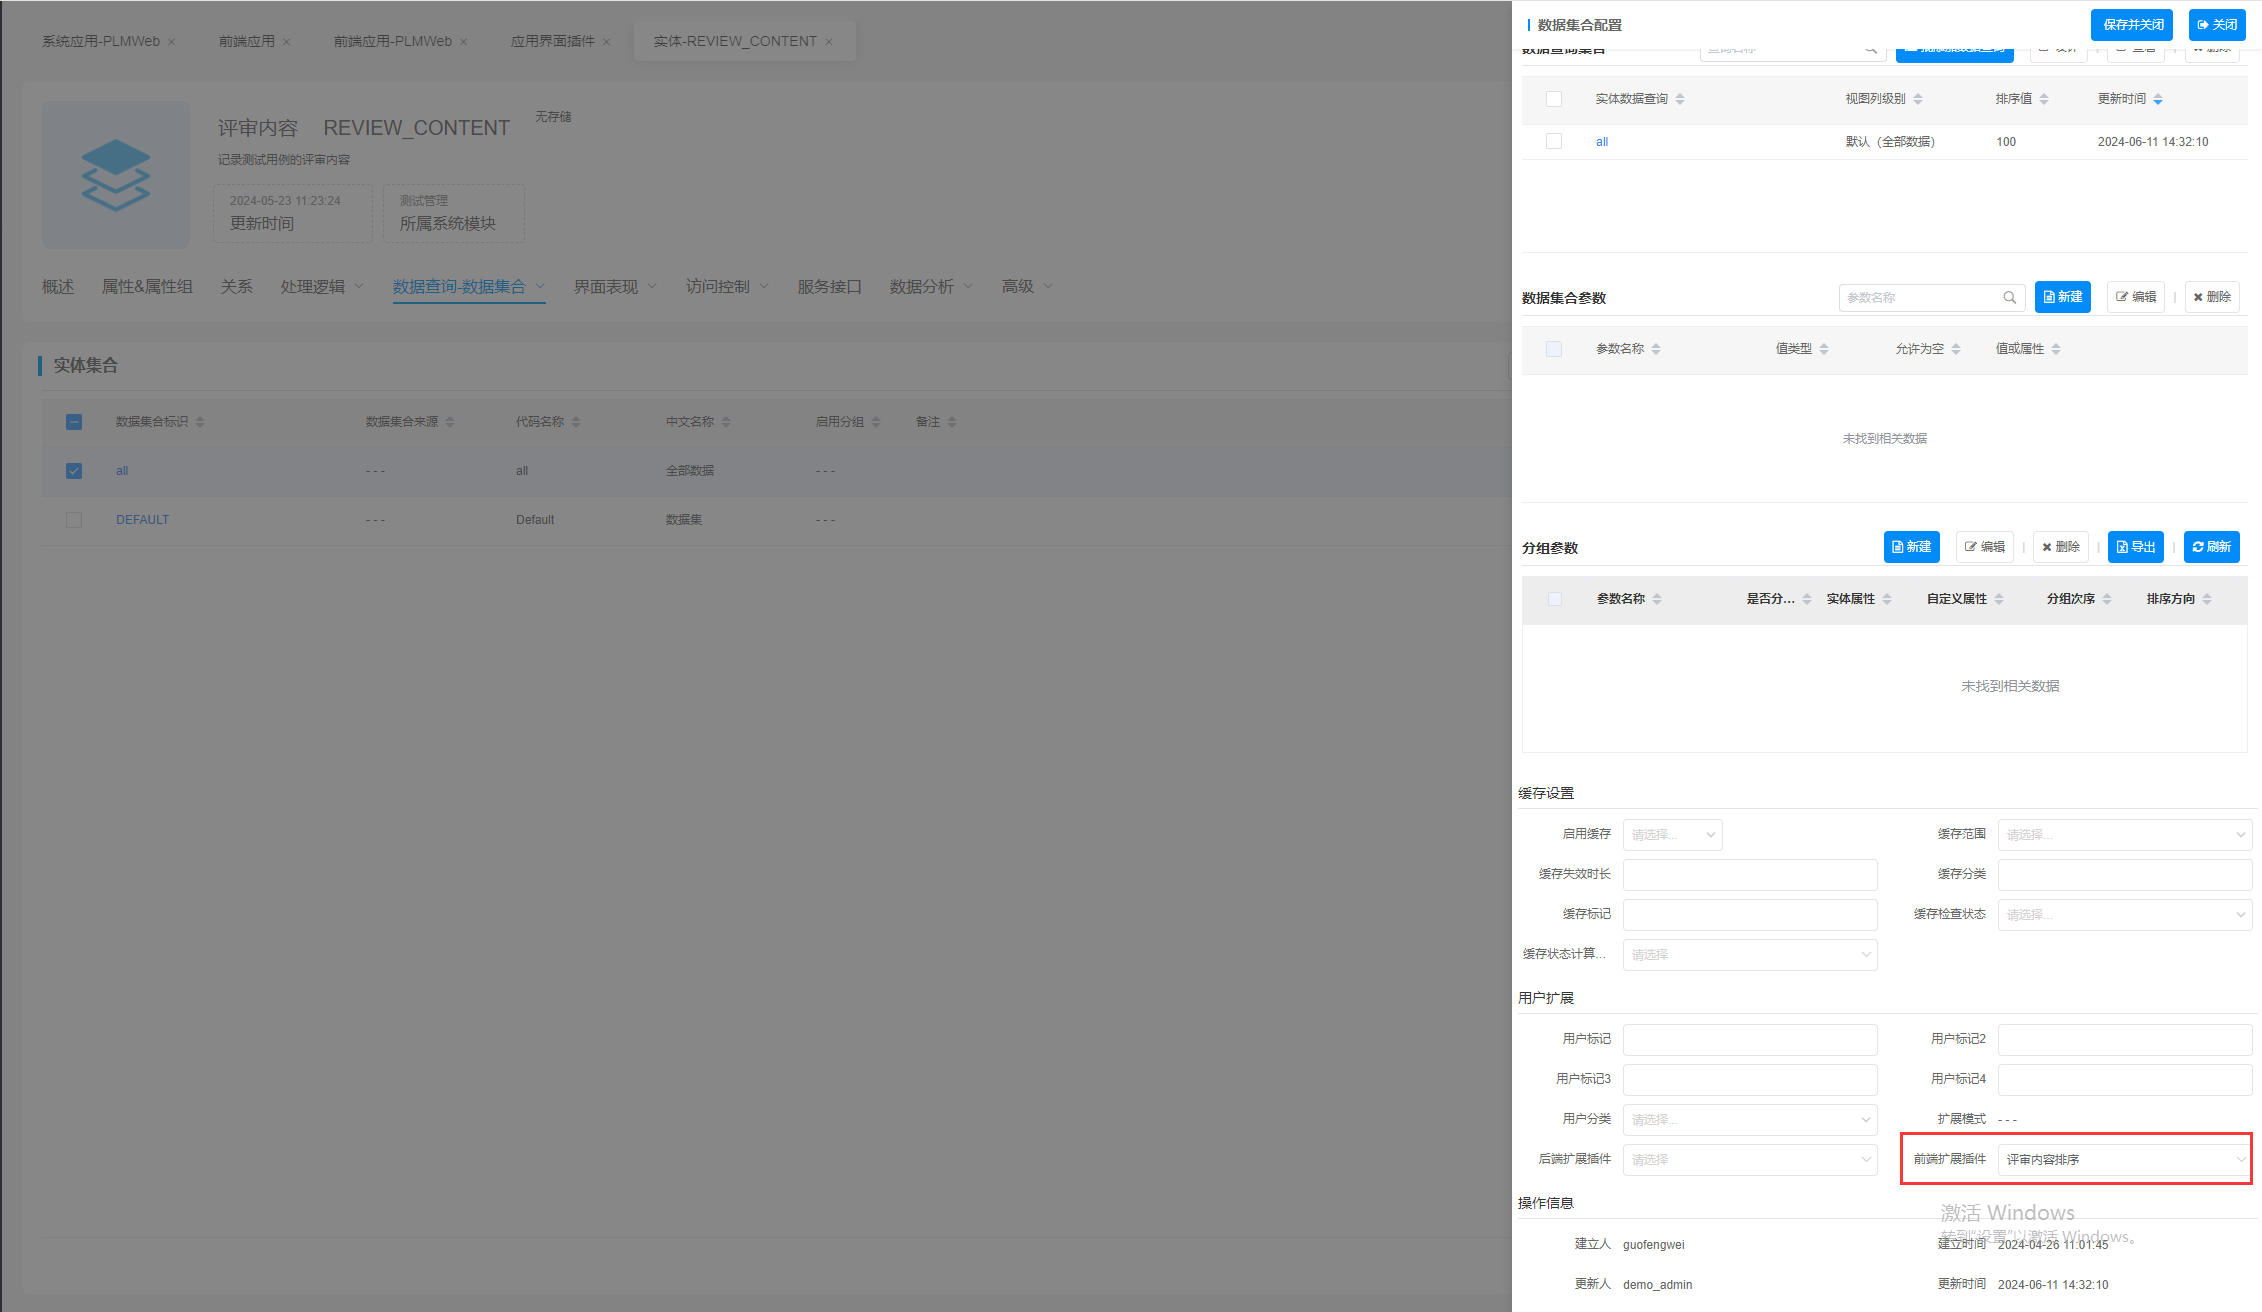 系统应用-PLMWeb
前端应用
前端应用-PLMWeb
应用界面插件
实体-REVIEW_CONTENT
评审内容 REVIEW_CONTENT 无存储
记录测试用例的评审内容
2024-05-23 11:23:24
更新时间
测试管理
所属系统模块
概述 属性&属性组 关系 处理逻辑 数据查询-数据集合 界面表现 访问控制 服务接口 数据分析 高级
实体集合
数据集合标识 数据集合来源 代码名称 中文名称 启用分组 备注
all - - - all 全部数据 - - -
DEFAULT - - - Default 数据集 - - -
数据集合配置 保存并关闭 关闭
数据查询集合 查询名称 删除
实体数据查询 视图列级别 排序值 更新时间
all 默认（全部数据） 100 2024-06-11 14:32:10
数据集合参数 参数名称 新建 编辑 删除
参数名称 值类型 允许为空 值或属性
未找到相关数据
分组参数 新建 编辑 删除 导出 刷新
参数名称 是否分... 实体属性 自定义属性 分组次序 排序方向
未找到相关数据
缓存设置
启用缓存 请选择... 缓存范围 请选择...
缓存失效时长 缓存分类
缓存标记 缓存检查状态 请选择...
缓存状态计算... 请选择
用户扩展
用户标记 用户标记2
用户标记3 用户标记4
用户分类 请选择... 扩展模式 - - -
后端扩展插件 请选择 前端扩展插件 评审内容排序
操作信息
激活 Windows
转到“设置”以激活 Windows。
建立人 guofengwei 建立时间 2024-04-26 11:01:45
更新人 demo_admin 更新时间 2024-06-11 14:32:10